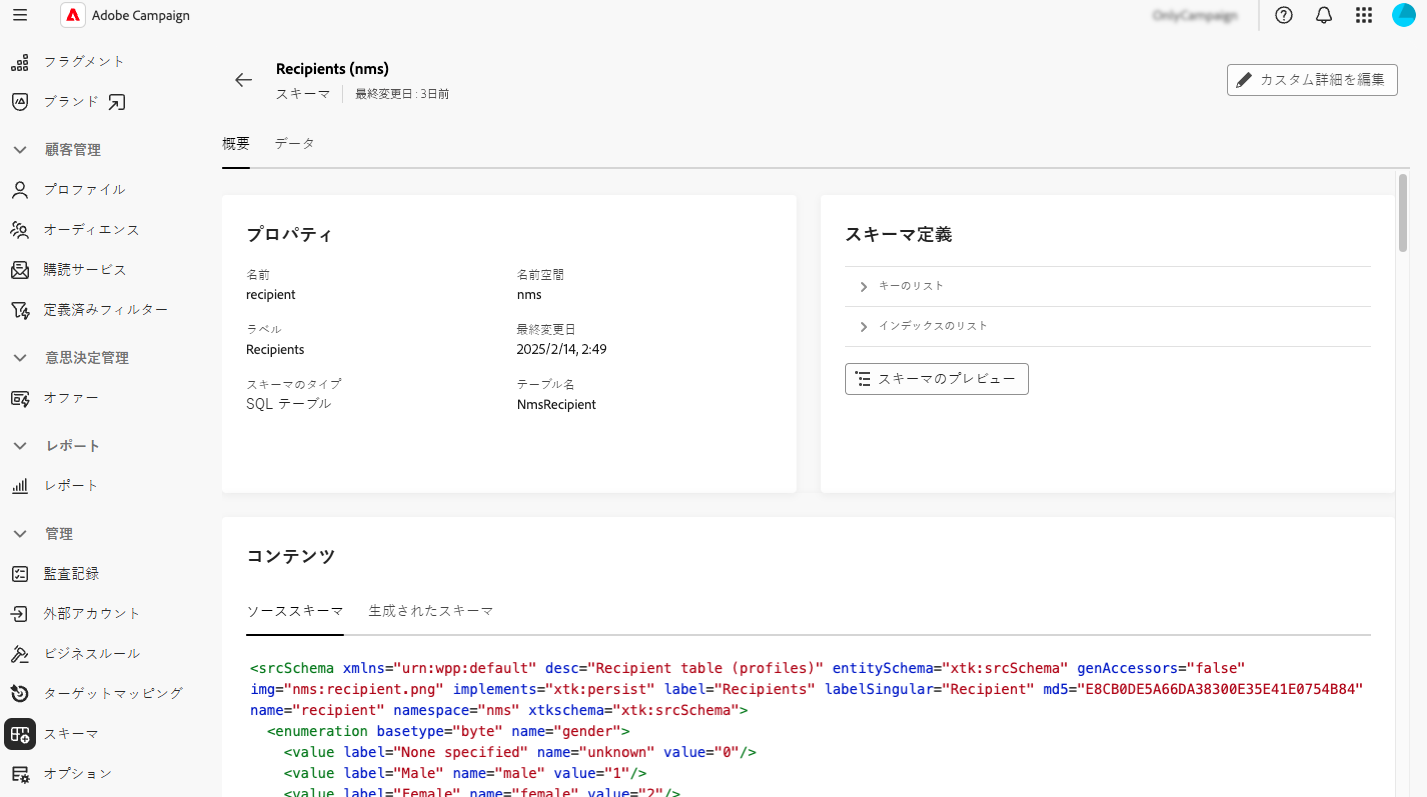 Adobe Campaign
フラグメント
ブランド
顧客管理
プロファイル
オーディエンス
購読サービス
定義済みフィルター
意思決定管理
オファー
レポート
レポート
管理
監査記録
外部アカウント
ビジネスルール
ターゲットマッピング
スキーマ
オプション
Recipients (nms)
スキーマ 最終変更日 : 3日前
カスタム詳細を編集
概要 データ
プロパティ
名前 名前空間
recipient nms
ラベル 最終変更日
Recipients 2025/2/14, 2:49
スキーマのタイプ テーブル名
SQL テーブル NmsRecipient
スキーマ定義
キーのリスト
インデックスのリスト
スキーマのプレビュー
コンテンツ
ソーススキーマ 生成されたスキーマ
<srcSchema xmlns="urn:wpp:default" desc="Recipient table (profiles)" entitySchema="xtk:srcSchema" genAccessors="false"
img="nms:recipient.png" implements="xtk:persist" label="Recipients" labelSingular="Recipient" md5="E8CB0DE5A66DA38300E35E41E0754B84"
name="recipient" namespace="nms" xtkschema="xtk:srcSchema">
<enumeration basetype="byte" name="gender">
<value label="None specified" name="unknown" value="0"/>
<value label="Male" name="male" value="1"/>
<value label="Female" name="female" value="2"/>